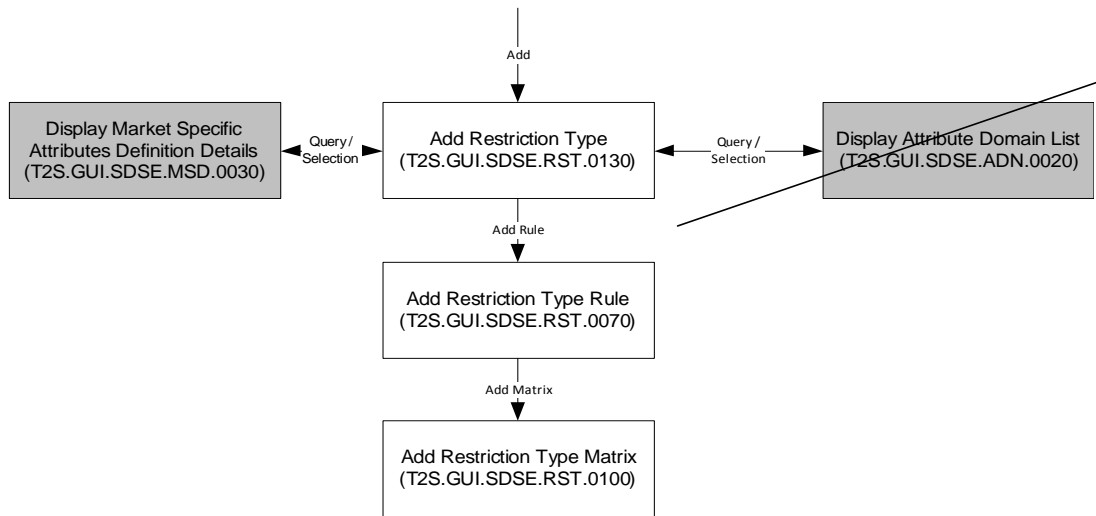 Add
Display Market Specific
Attributes Definition Details
(T2S.GUI.SDSE.MSD.0030)
Query /
Selection
Add Restriction Type
(T2S.GUI.SDSE.RST.0130)
Query /
Selection
Display Attribute Domain List
(T2S.GUI.SDSE.ADN.0020)
Add Rule
Add Restriction Type Rule
(T2S.GUI.SDSE.RST.0070)
Add Matrix
Add Restriction Type Matrix
(T2S.GUI.SDSE.RST.0100)